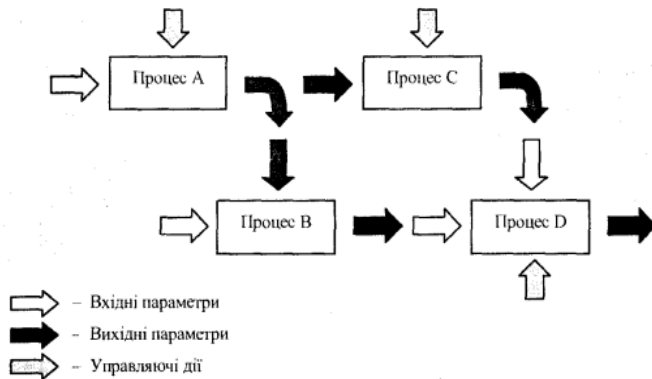 Процес A
Процес C
Процес B
Процес D
– Вхідні параметри
– Вихідні параметри
– Управляючі дії